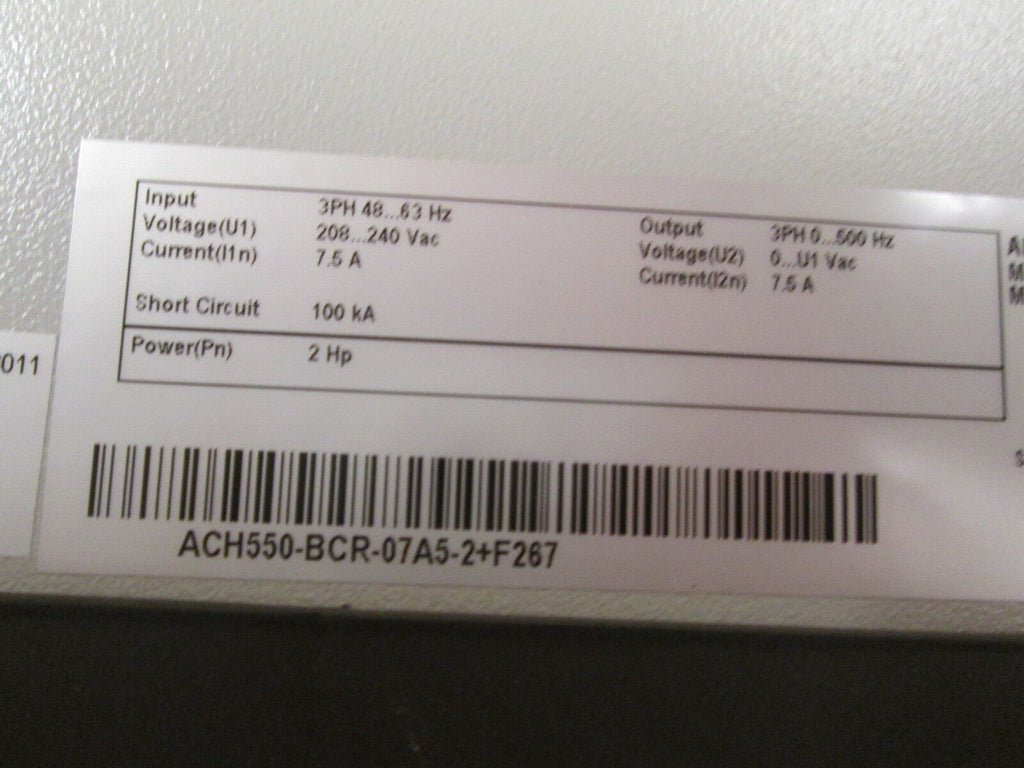 Input 3PH 48...63 Hz
Voltage(U1) 208...240 Vac
Current(I1n) 7.5 A
Short Circuit 100 kA
Power(Pn) 2 Hp
Output 3PH 0...500 Hz
Voltage(U2) 0...U1 Vac
Current(I2n) 7.5 A
ACH550-BCR-07A5-2+F267
011